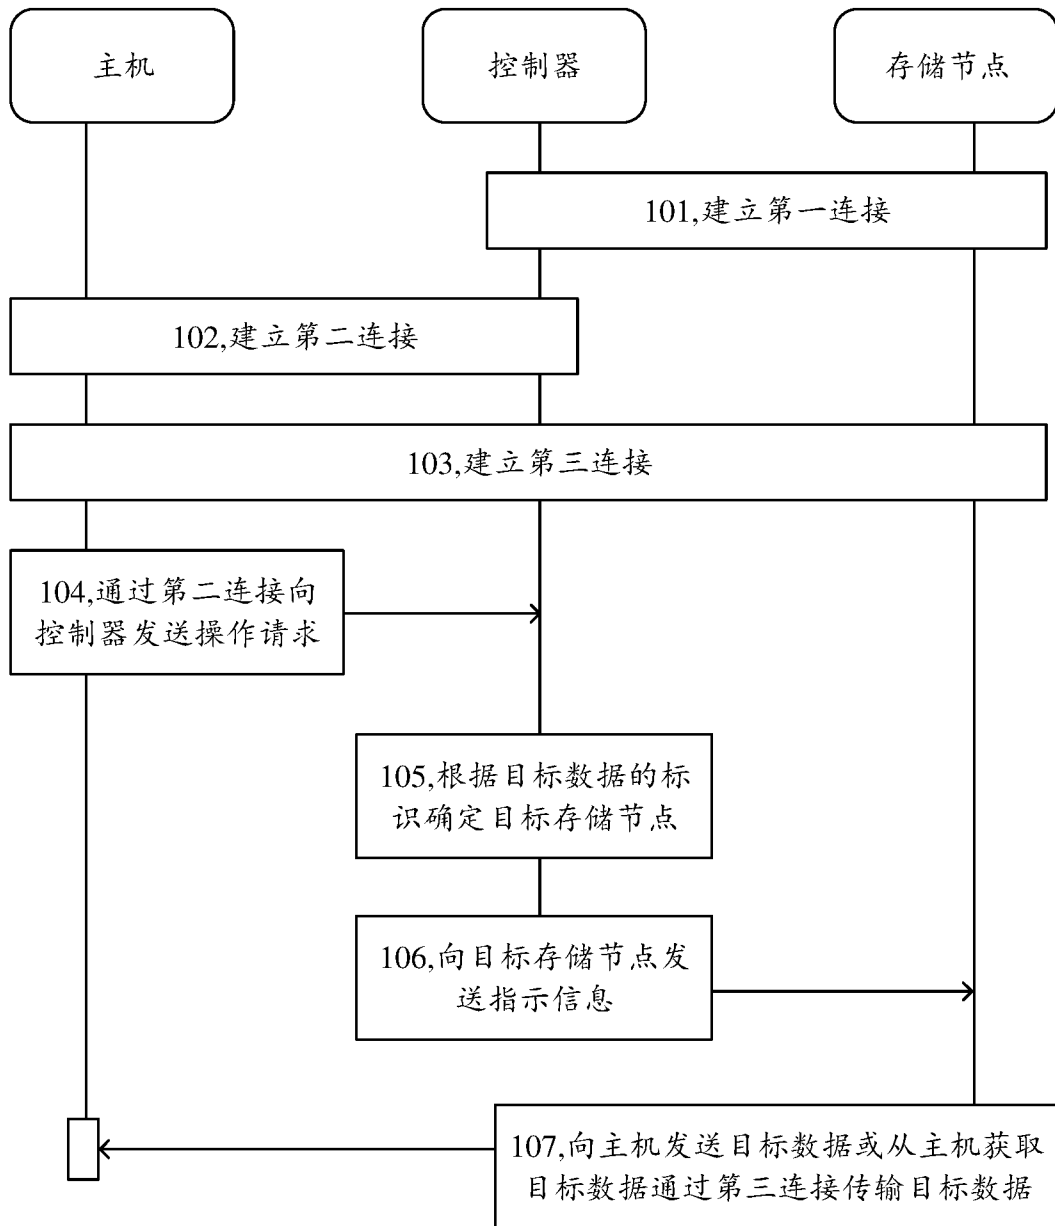 主机
控制器
存储节点
101,建立第一连接
102,建立第二连接
103,建立第三连接
104,通过第二连接向
控制器发送操作请求
105,根据目标数据的标
识确定目标存储节点
106,向目标存储节点发
送指示信息
107,向主机发送目标数据或从主机获取
目标数据通过第三连接传输目标数据